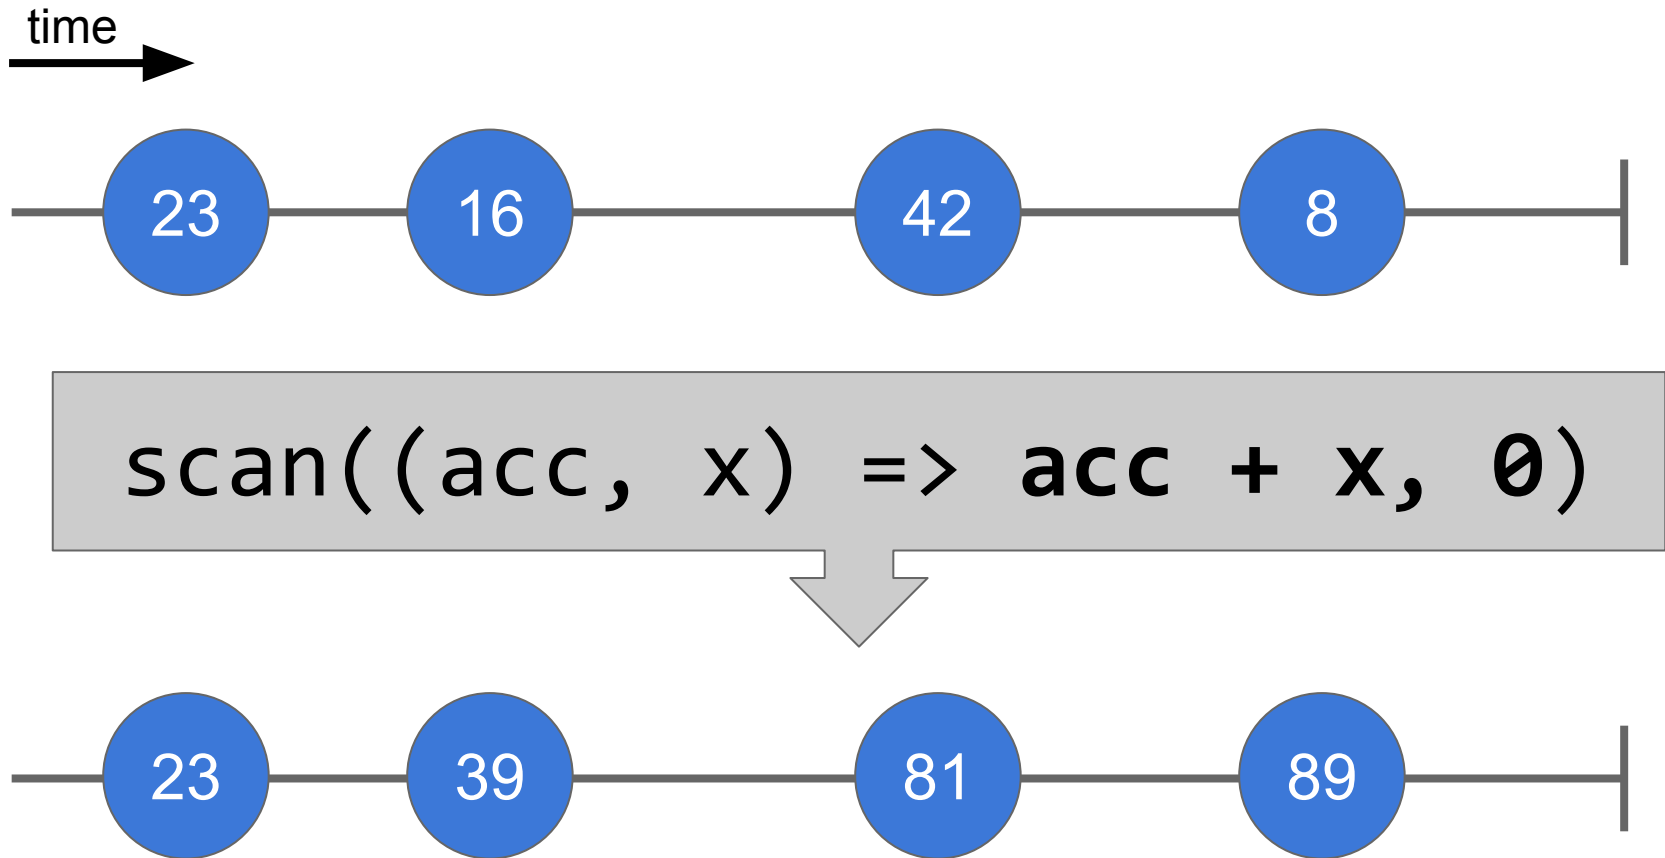 time
23 16 42 8
scan((acc, x) => acc + x, 0)
23 39 81 89